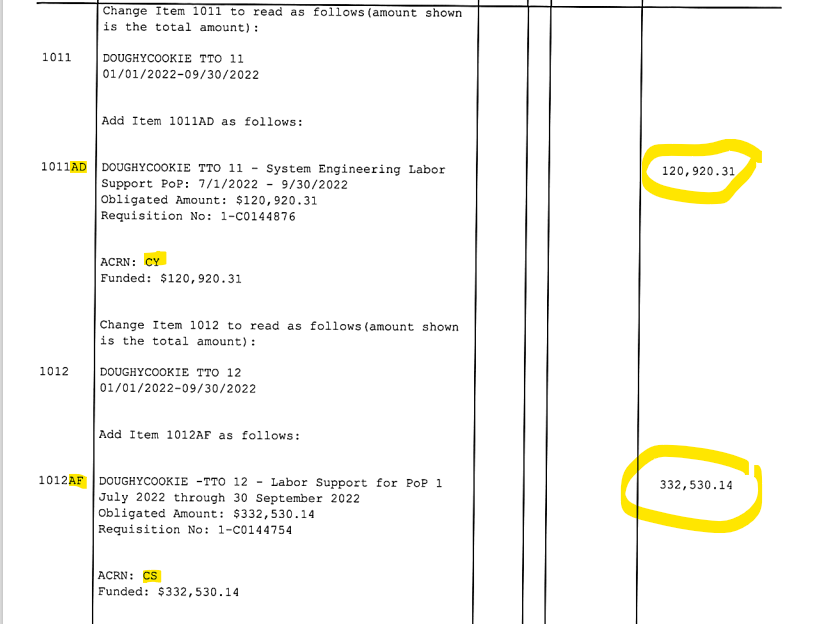 Change Item 1011 to read as follows(amount shown
is the total amount):
1011 DOUGHYCOOKIE TTO 11
01/01/2022-09/30/2022
Add Item 1011AD as follows:
1011AD DOUGHYCOOKIE TTO 11 - System Engineering Labor 120,920.31
Support PoP: 7/1/2022 - 9/30/2022
Obligated Amount: $120,920.31
Requisition No: 1-C0144876
ACRN: CY
Funded: $120,920.31
Change Item 1012 to read as follows(amount shown
is the total amount):
1012 DOUGHYCOOKIE TTO 12
01/01/2022-09/30/2022
Add Item 1012AF as follows:
1012AF DOUGHYCOOKIE -TTO 12 - Labor Support for PoP 1 332,530.14
July 2022 through 30 September 2022
Obligated Amount: $332,530.14
Requisition No: 1-C0144754
ACRN: CS
Funded: $332,530.14